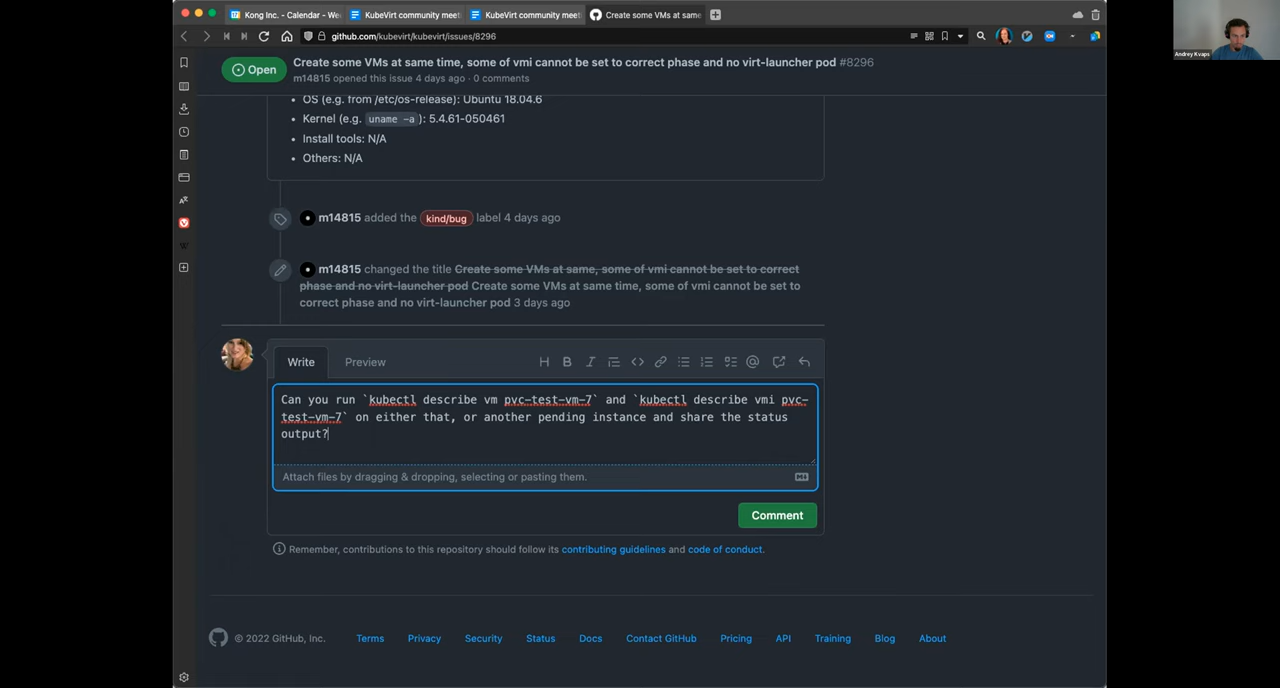 Kong Inc. - Calendar - We
KubeVirt community meet
KubeVirt community meet
Create some VMs at same
github.com/kubevirt/kubevirt/issues/8296
Andrey Kvaps
Open
Create some VMs at same time, some of vmi cannot be set to correct phase and no virt-launcher pod #8296
m14815 opened this issue 4 days ago · 0 comments
• OS (e.g. from /etc/os-release): Ubuntu 18.04.6
• Kernel (e.g. uname -a ): 5.4.61-050461
• Install tools: N/A
• Others: N/A
m14815 added the kind/bug label 4 days ago
m14815 changed the title Create some VMs at same, some of vmi cannot be set to correct
phase and no virt-launcher pod Create some VMs at same time, some of vmi cannot be set to
correct phase and no virt-launcher pod 3 days ago
Write
Preview
Can you run `kubectl describe vm pvc-test-vm-7` and `kubectl describe vmi pvc-
test-vm-7` on either that, or another pending instance and share the status
output?
Attach files by dragging & dropping, selecting or pasting them.
Comment
Remember, contributions to this repository should follow its contributing guidelines and code of conduct.
© 2022 GitHub, Inc.
Terms
Privacy
Security
Status
Docs
Contact GitHub
Pricing
API
Training
Blog
About